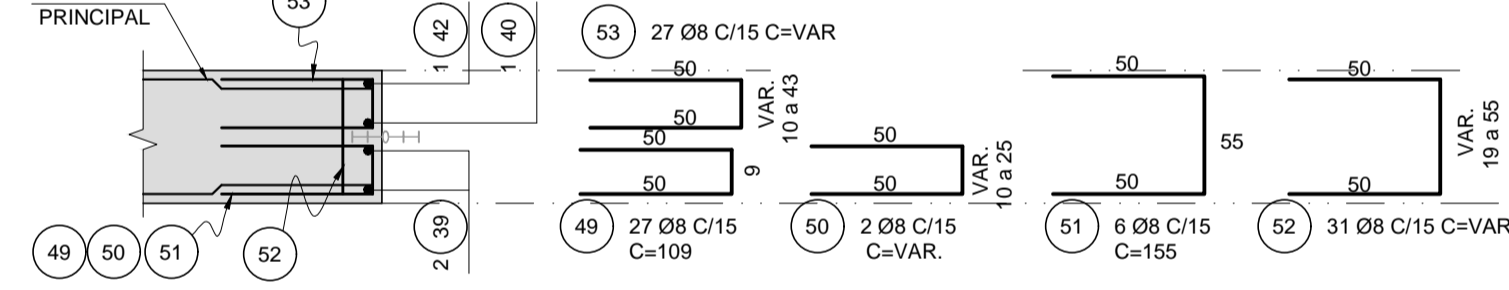 PRINCIPAL
53
1 42
1 40
53 27 Ø8 C/15 C=VAR
50
50
VAR.
10 a 43
50
50
9
50
50
VAR.
10 a 25
50
50
55
50
50
VAR.
19 a 55
49 50 51
52
2 39
49 27 Ø8 C/15
C=109
50 2 Ø8 C/15
C=VAR.
51 6 Ø8 C/15
C=155
52 31 Ø8 C/15 C=VAR